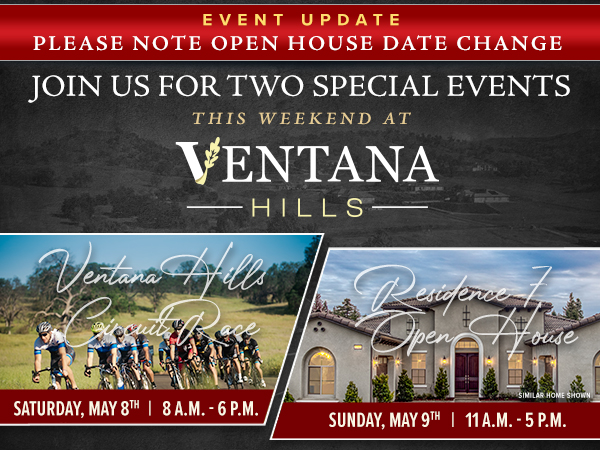 EVENT UPDATE
PLEASE NOTE OPEN HOUSE DATE CHANGE
JOIN US FOR TWO SPECIAL EVENTS
THIS WEEKEND AT
VENTANA
HILLS
Ventana Hills
Circuit Race
SATURDAY, MAY 8TH | 8 A.M. - 6 P.M.
Residence 7
Open House
SIMILAR HOME SHOWN
SUNDAY, MAY 9TH | 11 A.M. - 5 P.M.